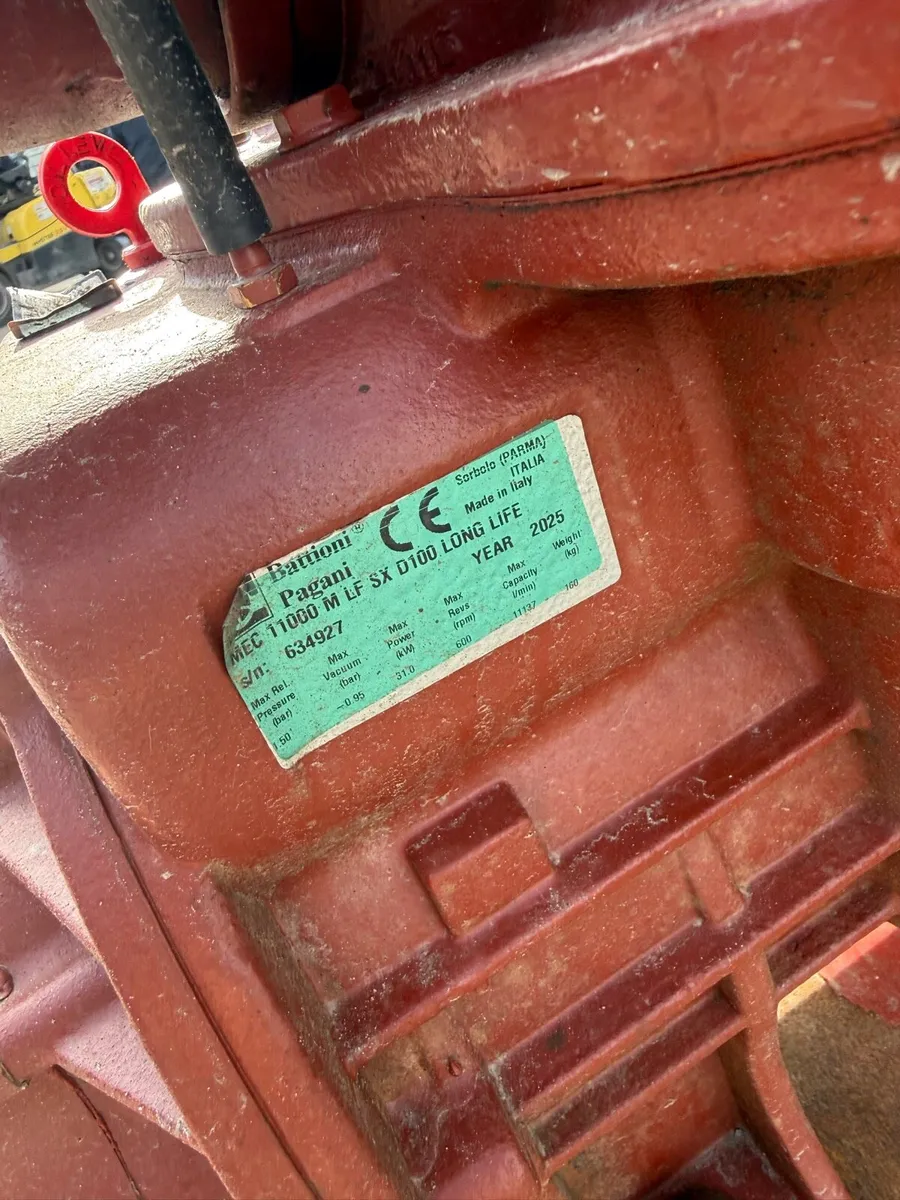 Battioni®
Pagani
CE
Sorbolo (PARMA)
ITALIA
Made in Italy
MEC 11000 M LF SX D100 LONG LIFE
s/n: 634927
YEAR 2025
Max Rel. Pressure (bar)
Max Vacuum (bar)
Max Power (kW)
Max Revs (rpm)
Max Capacity l/min)
Weight (kg)
-0.95 31.0 600 11137 160